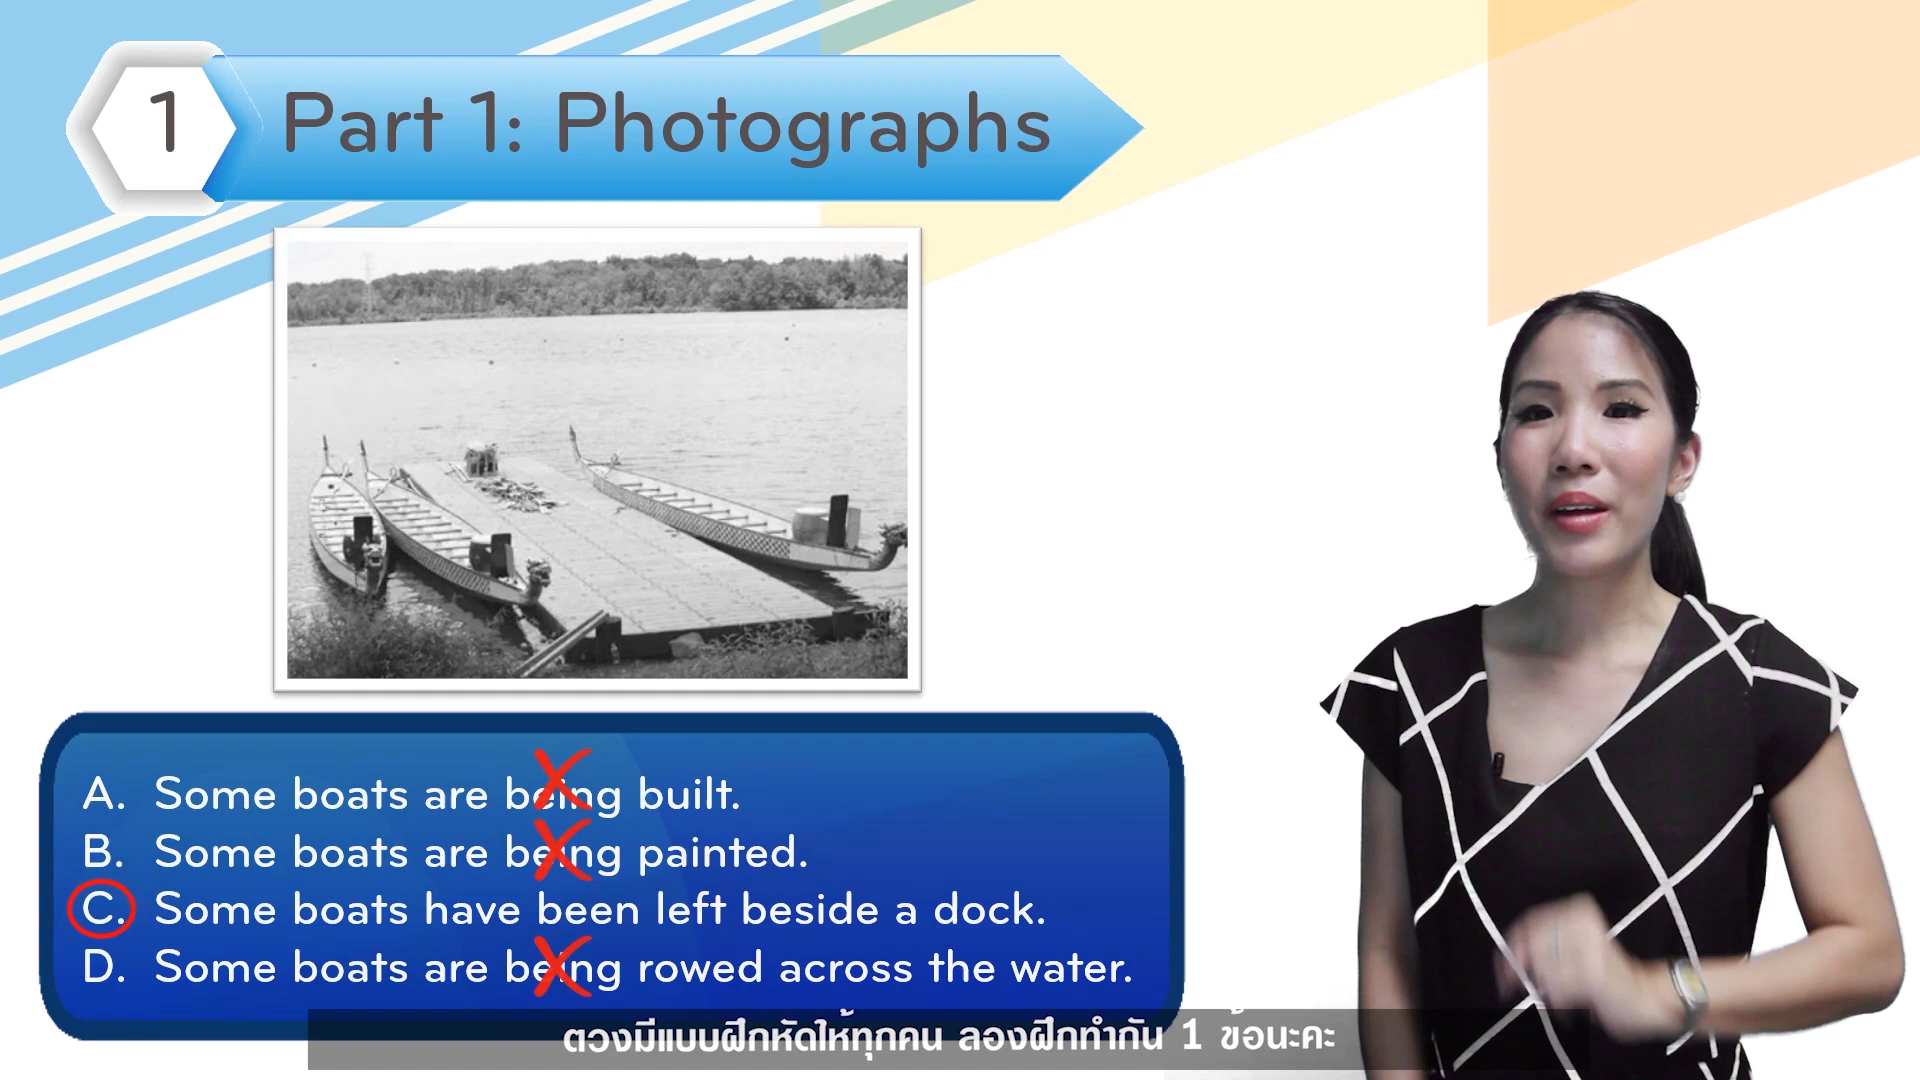 1 Part 1: Photographs
A. Some boats are being built.
B. Some boats are being painted.
C. Some boats have been left beside a dock.
D. Some boats are being rowed across the water.
ตวงมีแบบฝึกหัดให้ทุกคน ลองฝึกทำกัน 1 ข้อนะคะ